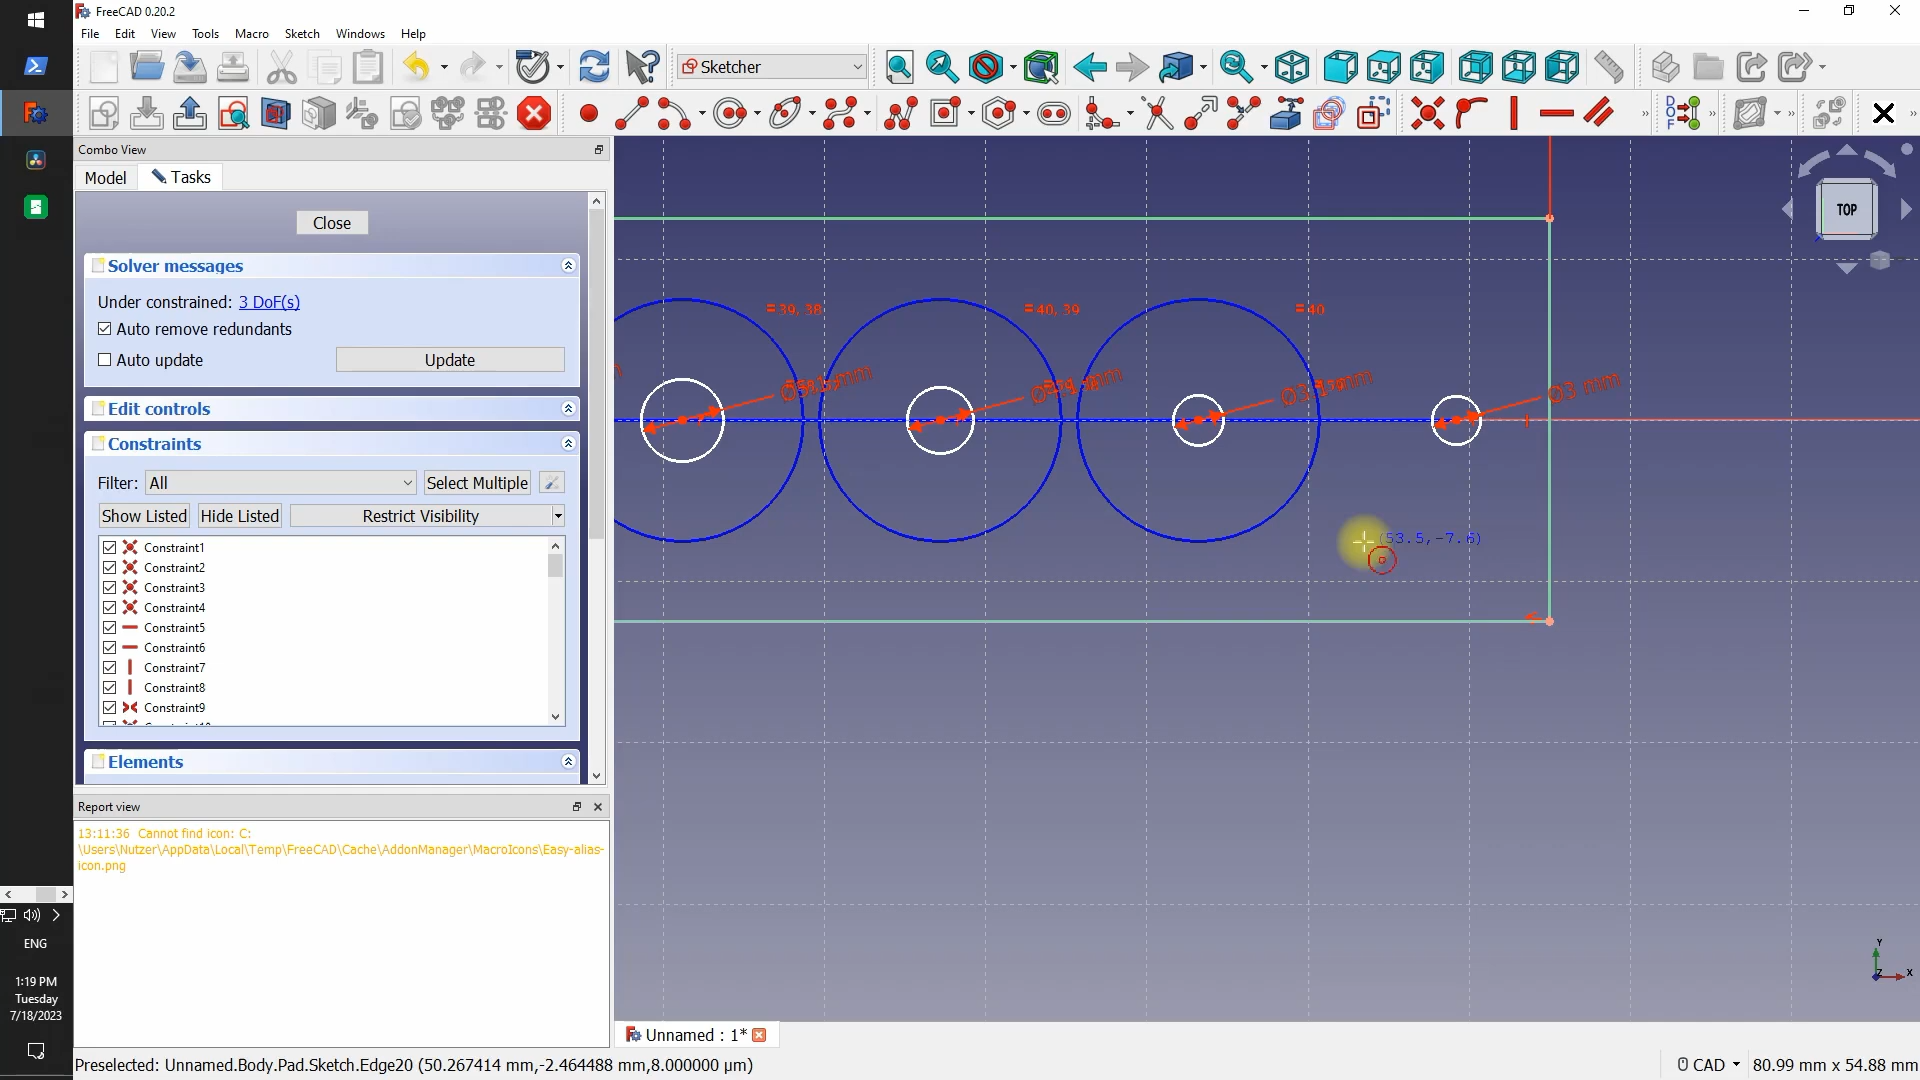 FreeCAD 0.20.2
File Edit View Tools Macro Sketch Windows Help
Sketcher
Combo View
Model Tasks
Close
Solver messages
Under constrained: 3 DoF(s)
Auto remove redundants
Auto update Update
Edit controls
Constraints
Filter: All Select Multiple
Show Listed Hide Listed Restrict Visibility
Constraint1
Constraint2
Constraint3
Constraint4
Constraint5
Constraint6
Constraint7
Constraint8
Constraint9
Elements
Report view
13:11:36 Cannot find icon: C:
\Users\Nutzer\AppData\Local\Temp\FreeCAD\Cache\AddonManager\MacroIcons\Easy-alias-
icon.png
ENG
1:19 PM
Tuesday
7/18/2023
39, 38
40, 39
40
Ø3 mm
(53.5,-7.6)
TOP
Y
Z
X
Unnamed : 1*
Preselected: Unnamed.Body.Pad.Sketch.Edge20 (50.267414 mm,-2.464488 mm,8.000000 µm)
CAD 80.99 mm x 54.88 mm